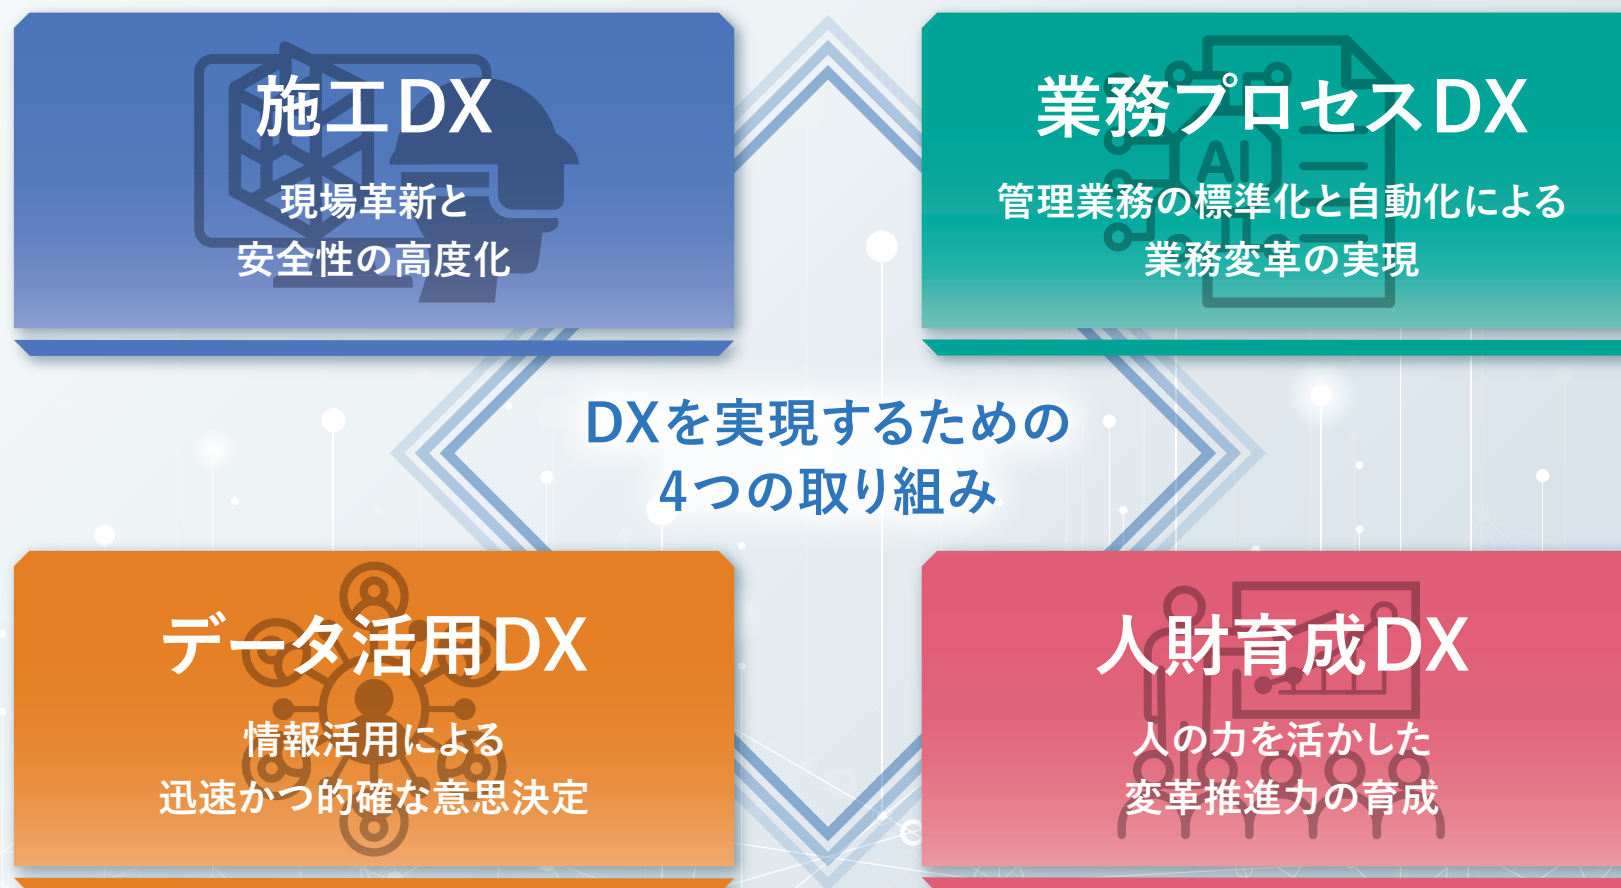 施工DX
現場革新と
安全性の高度化
AI
業務プロセスDX
管理業務の標準化と自動化による
業務変革の実現
DXを実現するための
4つの取り組み
データ活用DX
情報活用による
迅速かつ的確な意思決定
人財育成DX
人の力を活かした
変革推進力の育成